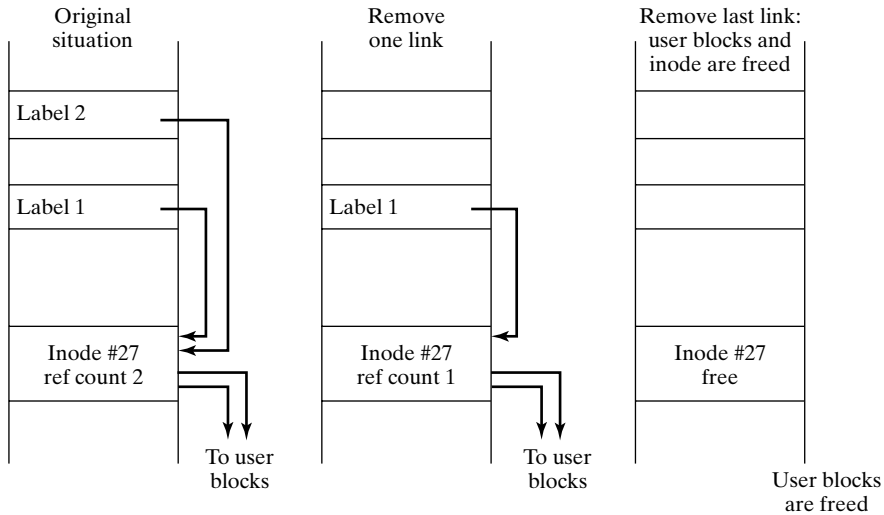 Original
situation
Remove
one link
Remove last link:
user blocks and
inode are freed
Label 2
Label 1
Label 1
Inode #27
ref count 2
Inode #27
ref count 1
Inode #27
free
To user
blocks
To user
blocks
User blocks
are freed